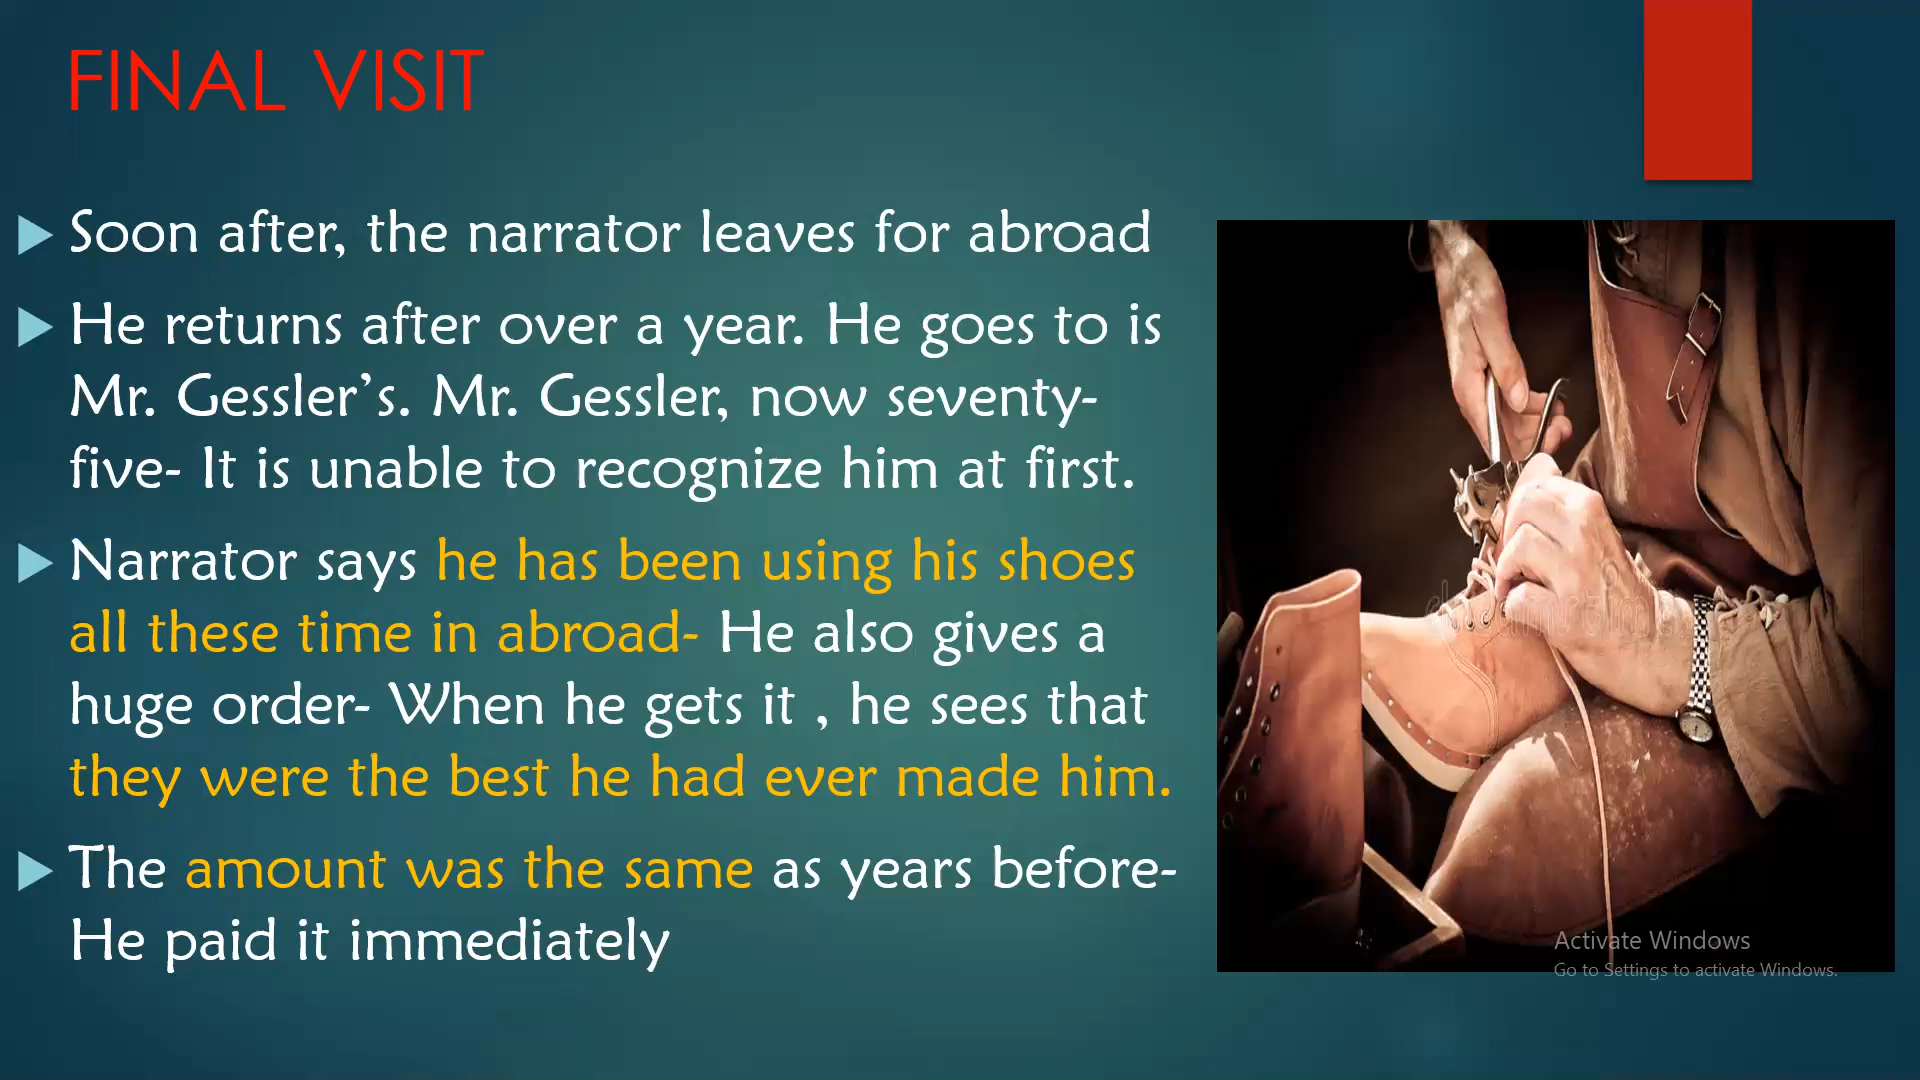 FINAL VISIT
Soon after, the narrator leaves for abroad
He returns after over a year. He goes to is
Mr. Gessler’s. Mr. Gessler, now seventy-
five- It is unable to recognize him at first.
Narrator says he has been using his shoes
all these time in abroad- He also gives a
huge order- When he gets it , he sees that
they were the best he had ever made him.
The amount was the same as years before-
He paid it immediately
dreamstime
Activate Windows
Go to Settings to activate Windows.